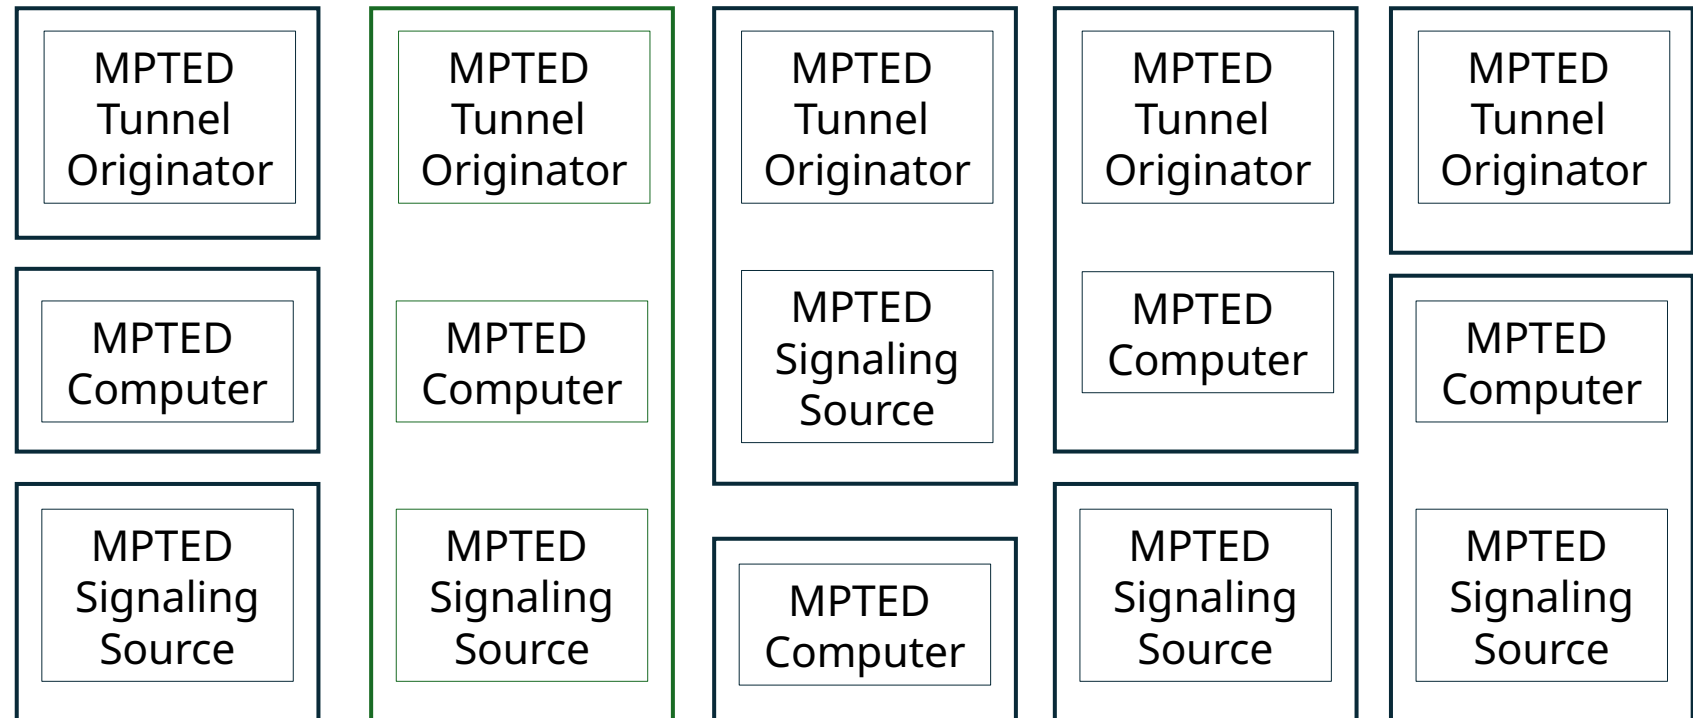 MPTED
Tunnel
Originator
MPTED
Computer
MPTED
Signaling
Source
MPTED
Tunnel
Originator
MPTED
Computer
MPTED
Signaling
Source
MPTED
Tunnel
Originator
MPTED
Signaling
Source
MPTED
Computer
MPTED
Tunnel
Originator
MPTED
Computer
MPTED
Signaling
Source
MPTED
Tunnel
Originator
MPTED
Computer
MPTED
Signaling
Source